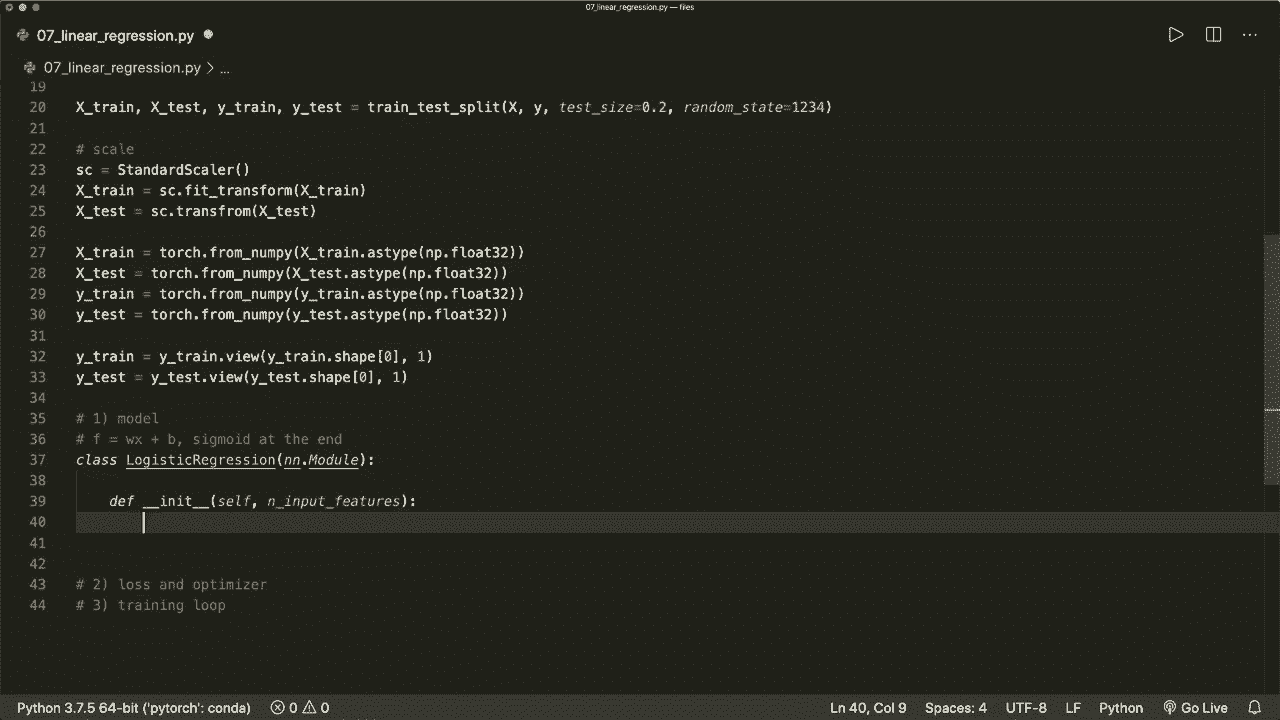 07_linear_regression.py — files
07_linear_regression.py
07_linear_regression.py > ...
19
20 X_train, X_test, y_train, y_test = train_test_split(X, y, test_size=0.2, random_state=1234)
21
22 # scale
23 sc = StandardScaler()
24 X_train = sc.fit_transform(X_train)
25 X_test = sc.transfrom(X_test)
26
27 X_train = torch.from_numpy(X_train.astype(np.float32))
28 X_test = torch.from_numpy(X_test.astype(np.float32))
29 y_train = torch.from_numpy(y_train.astype(np.float32))
30 y_test = torch.from_numpy(y_test.astype(np.float32))
31
32 y_train = y_train.view(y_train.shape[0], 1)
33 y_test = y_test.view(y_test.shape[0], 1)
34
35 # 1) model
36 # f = wx + b, sigmoid at the end
37 class LogisticRegression(nn.Module):
38
39 def __init__(self, n_input_features):
40
41
42
43 # 2) loss and optimizer
44 # 3) training loop
Python 3.7.5 64-bit ('pytorch': conda) 0 0 Ln 40, Col 9 Spaces: 4 UTF-8 LF Python Go Live